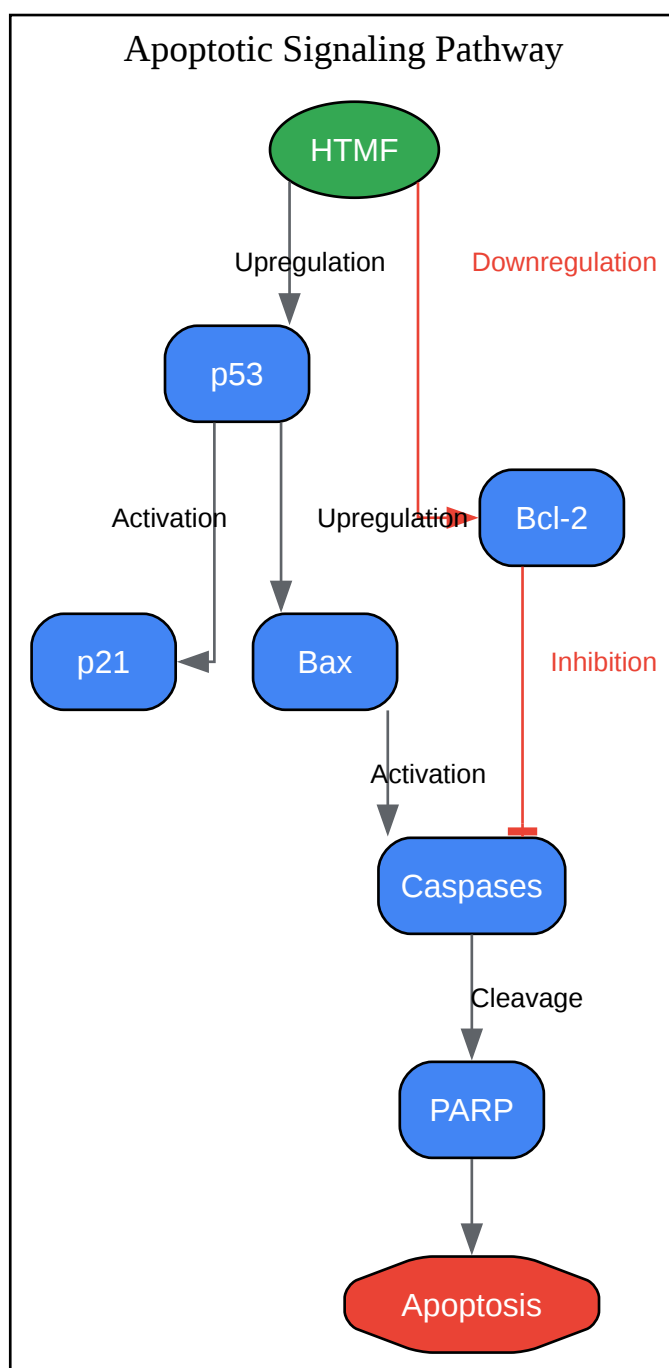 Apoptotic Signaling Pathway
HTMF
Upregulation
Downregulation
p53
Activation
Upregulation
Bcl-2
p21
Bax
Inhibition
Activation
Caspases
Cleavage
PARP
Apoptosis